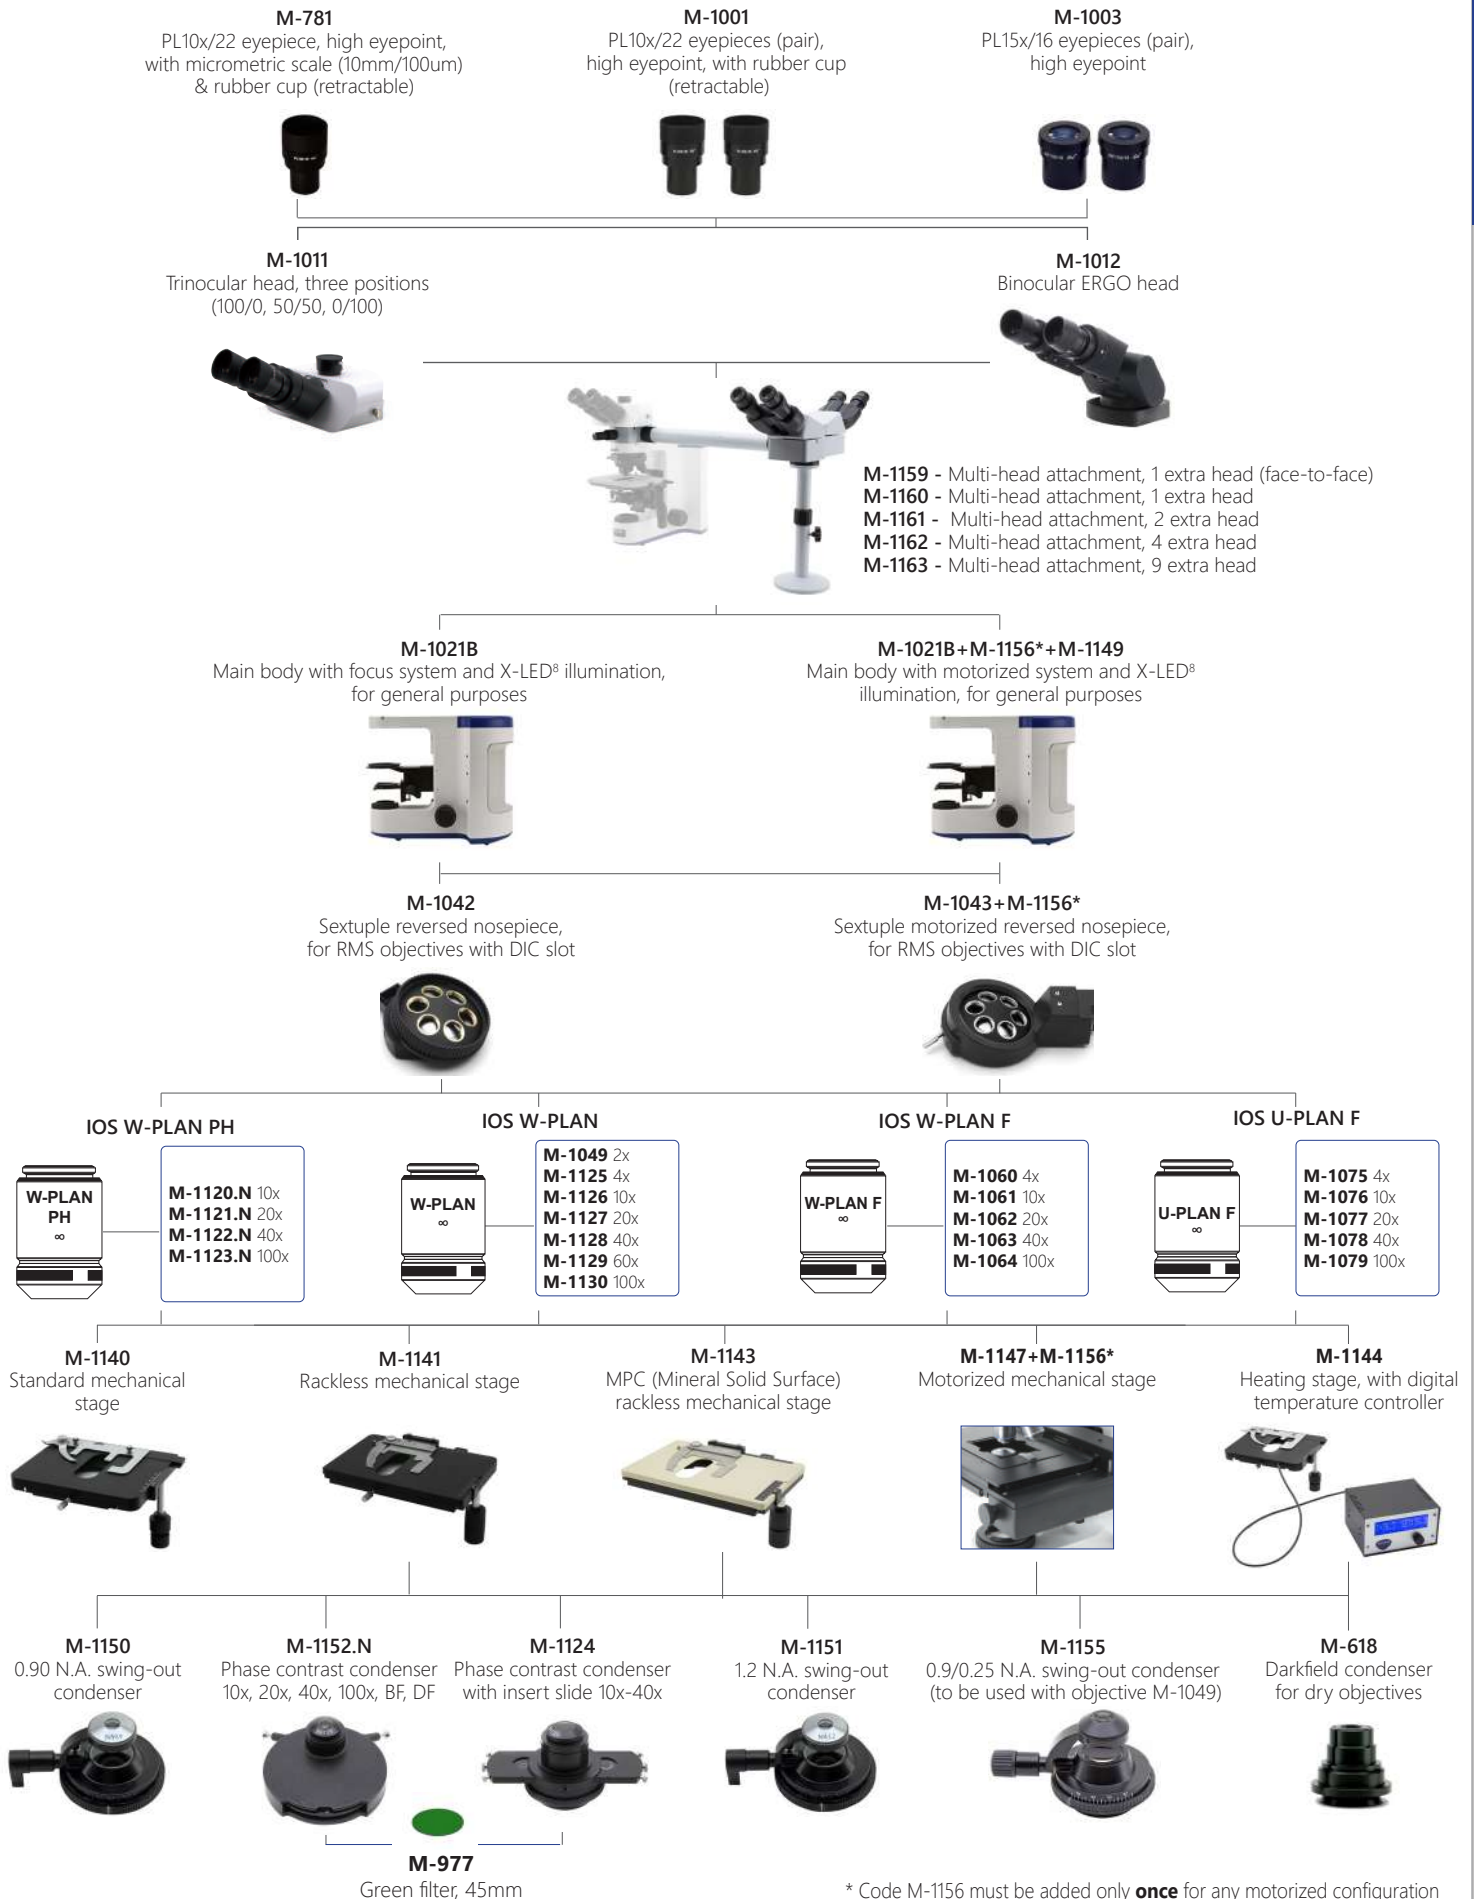 M-781
PL10x/22 eyepiece, high eyepoint,
with micrometric scale (10mm/100um)
& rubber cup (retractable)
M-1001
PL10x/22 eyepieces (pair),
high eyepoint, with rubber cup
(retractable)
M-1003
PL15x/16 eyepieces (pair),
high eyepoint
M-1011
Trinocular head, three positions
(100/0, 50/50, 0/100)
M-1012
Binocular ERGO head
M-1159 - Multi-head attachment, 1 extra head (face-to-face)
M-1160 - Multi-head attachment, 1 extra head
M-1161 - Multi-head attachment, 2 extra head
M-1162 - Multi-head attachment, 4 extra head
M-1163 - Multi-head attachment, 9 extra head
M-1021B
Main body with focus system and X-LED⁸ illumination,
for general purposes
M-1021B+M-1156*+M-1149
Main body with motorized system and X-LED⁸
illumination, for general purposes
M-1042
Sextuple reversed nosepiece,
for RMS objectives with DIC slot
M-1043+M-1156*
Sextuple motorized reversed nosepiece,
for RMS objectives with DIC slot
IOS W-PLAN PH
W-PLAN
PH
∞
M-1120.N 10x
M-1121.N 20x
M-1122.N 40x
M-1123.N 100x
IOS W-PLAN
W-PLAN
∞
M-1049 2x
M-1125 4x
M-1126 10x
M-1127 20x
M-1128 40x
M-1129 60x
M-1130 100x
IOS W-PLAN F
W-PLAN F
∞
M-1060 4x
M-1061 10x
M-1062 20x
M-1063 40x
M-1064 100x
IOS U-PLAN F
U-PLAN F
∞
M-1075 4x
M-1076 10x
M-1077 20x
M-1078 40x
M-1079 100x
M-1140
Standard mechanical
stage
M-1141
Rackless mechanical stage
M-1143
MPC (Mineral Solid Surface)
rackless mechanical stage
M-1147+M-1156*
Motorized mechanical stage
M-1144
Heating stage, with digital
temperature controller
M-1150
0.90 N.A. swing-out
condenser
M-1152.N
Phase contrast condenser
10x, 20x, 40x, 100x, BF, DF
M-1124
Phase contrast condenser
with insert slide 10x-40x
M-1151
1.2 N.A. swing-out
condenser
M-1155
0.9/0.25 N.A. swing-out condenser
(to be used with objective M-1049)
M-618
Darkfield condenser
for dry objectives
M-977
Green filter, 45mm
* Code M-1156 must be added only once for any motorized configuration